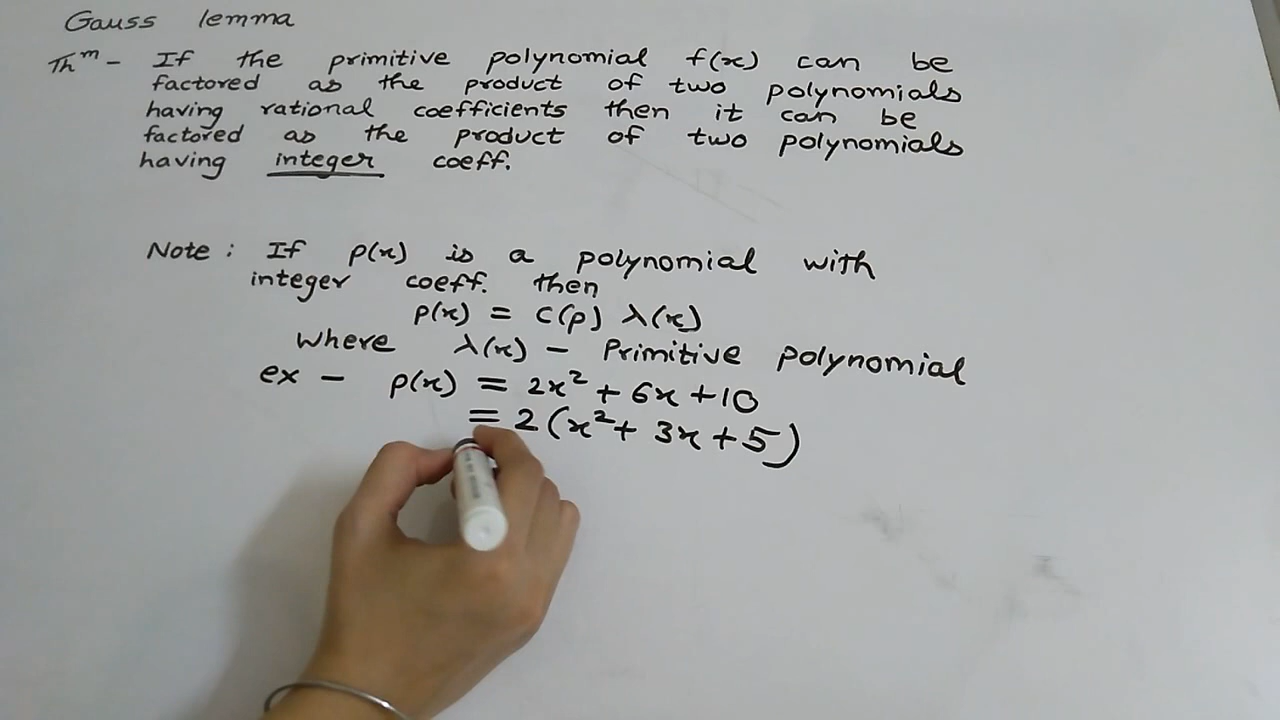 Gauss lemma
Thᵐ - If the primitive polynomial f(x) can be
factored as the product of two polynomials
having rational coefficients then it can be
factored as the product of two polynomials
having integer coeff.
Note : If p(x) is a polynomial with
integer coeff. then
p(x) = c(p) λ(x)
where λ(x) - Primitive polynomial
ex - p(x) = 2x² + 6x + 10
= 2(x² + 3x + 5)